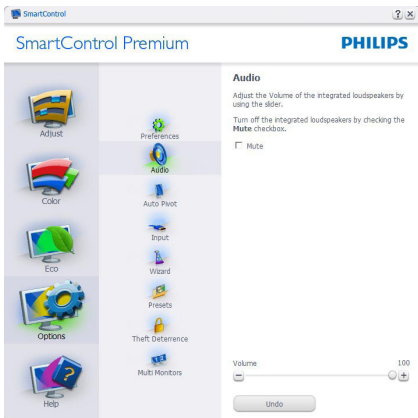 SmartControl
SmartControl Premium
PHILIPS
Adjust
Color
Eco
Options
Help
Preferences
Audio
Auto Pivot
Input
Wizard
Presets
Theft Deterrence
Multi Monitors
Audio
Adjust the Volume of the integrated loudspeakers by
using the slider.
Turn off the integrated loudspeakers by checking the
Mute checkbox.
Mute
Volume 100
Undo